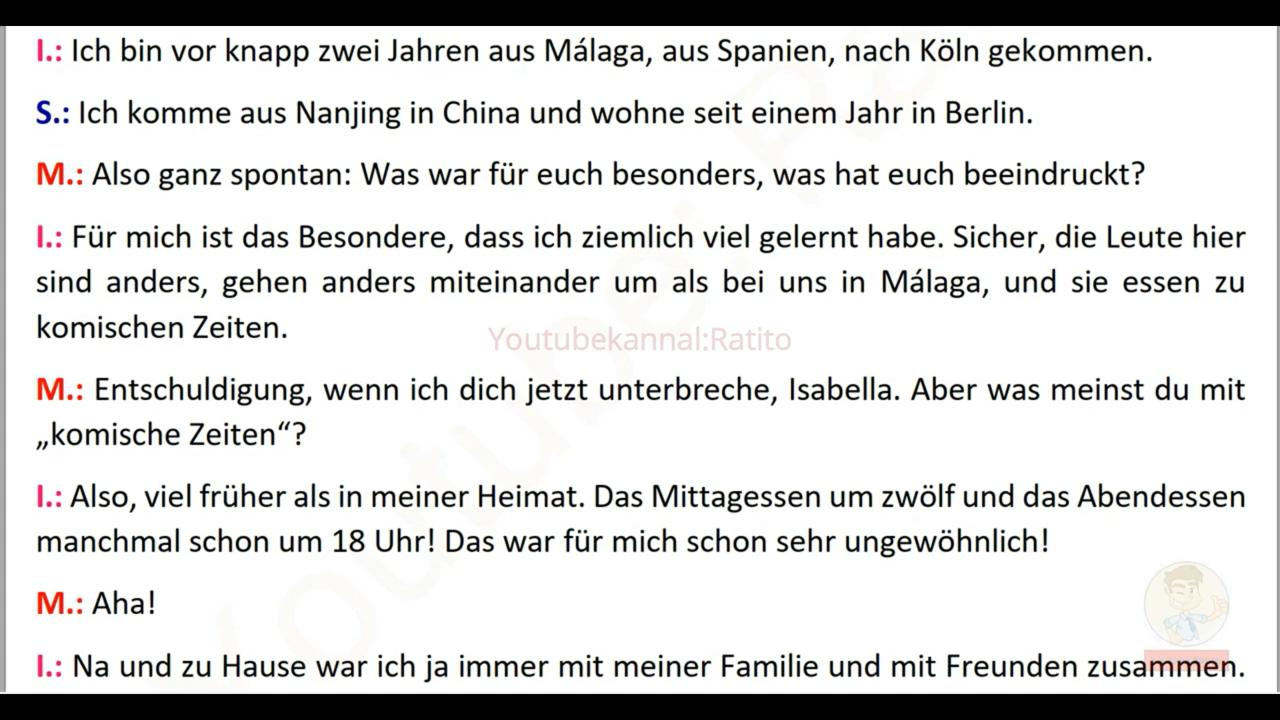 I.: Ich bin vor knapp zwei Jahren aus Málaga, aus Spanien, nach Köln gekommen.
S.: Ich komme aus Nanjing in China und wohne seit einem Jahr in Berlin.
M.: Also ganz spontan: Was war für euch besonders, was hat euch beeindruckt?
I.: Für mich ist das Besondere, dass ich ziemlich viel gelernt habe. Sicher, die Leute hier
sind anders, gehen anders miteinander um als bei uns in Málaga, und sie essen zu
komischen Zeiten.
Youtubekannal:Ratito
M.: Entschuldigung, wenn ich dich jetzt unterbreche, Isabella. Aber was meinst du mit
„komische Zeiten“?
I.: Also, viel früher als in meiner Heimat. Das Mittagessen um zwölf und das Abendessen
manchmal schon um 18 Uhr! Das war für mich schon sehr ungewöhnlich!
M.: Aha!
I.: Na und zu Hause war ich ja immer mit meiner Familie und mit Freunden zusammen.